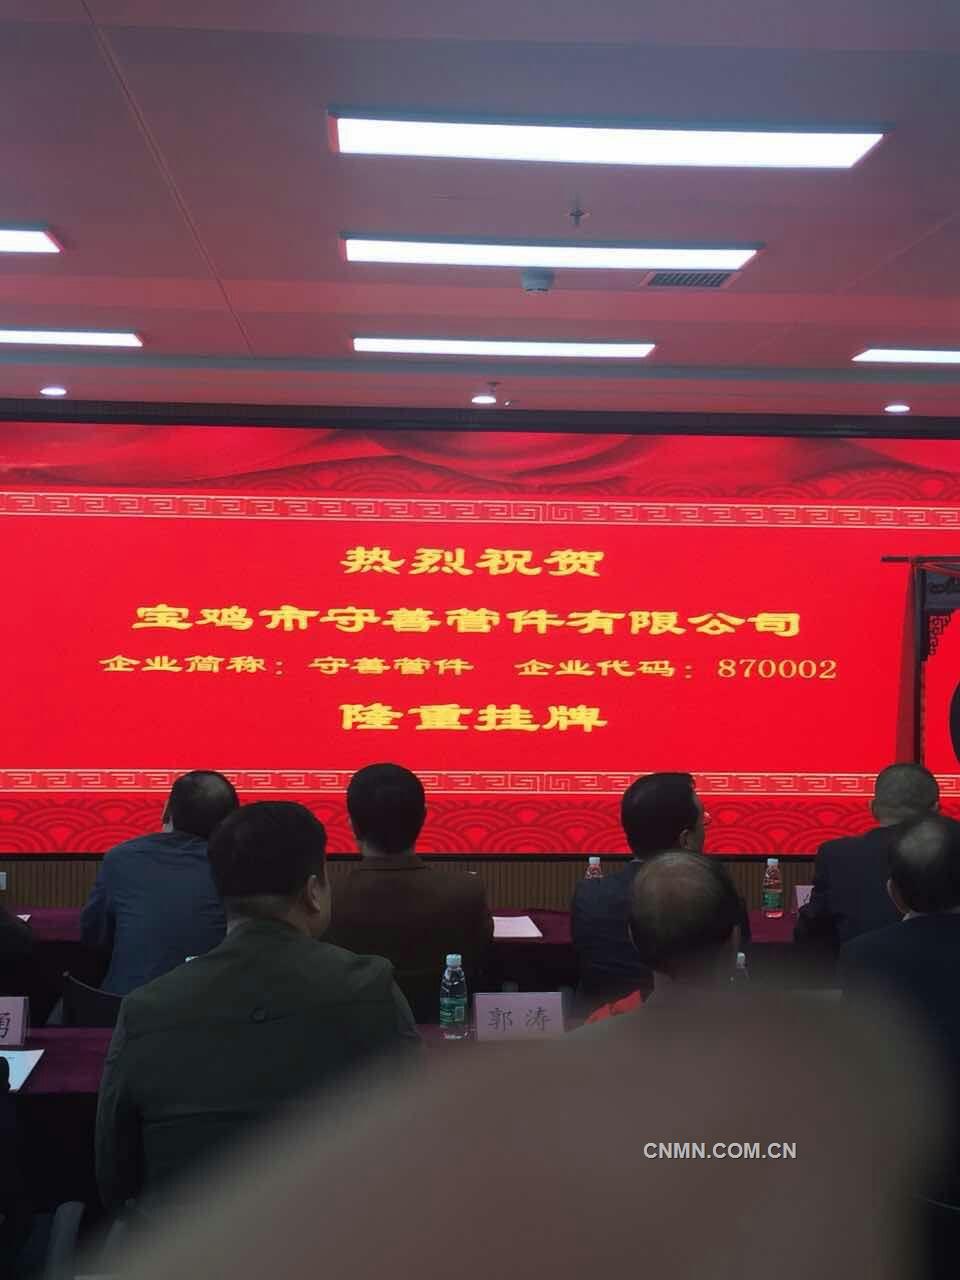 热烈祝贺
宝鸡市守善管件有限公司
企业简称：守善管件 企业代码：870002
隆重挂牌
勇
郭涛
CNMN.COM.CN